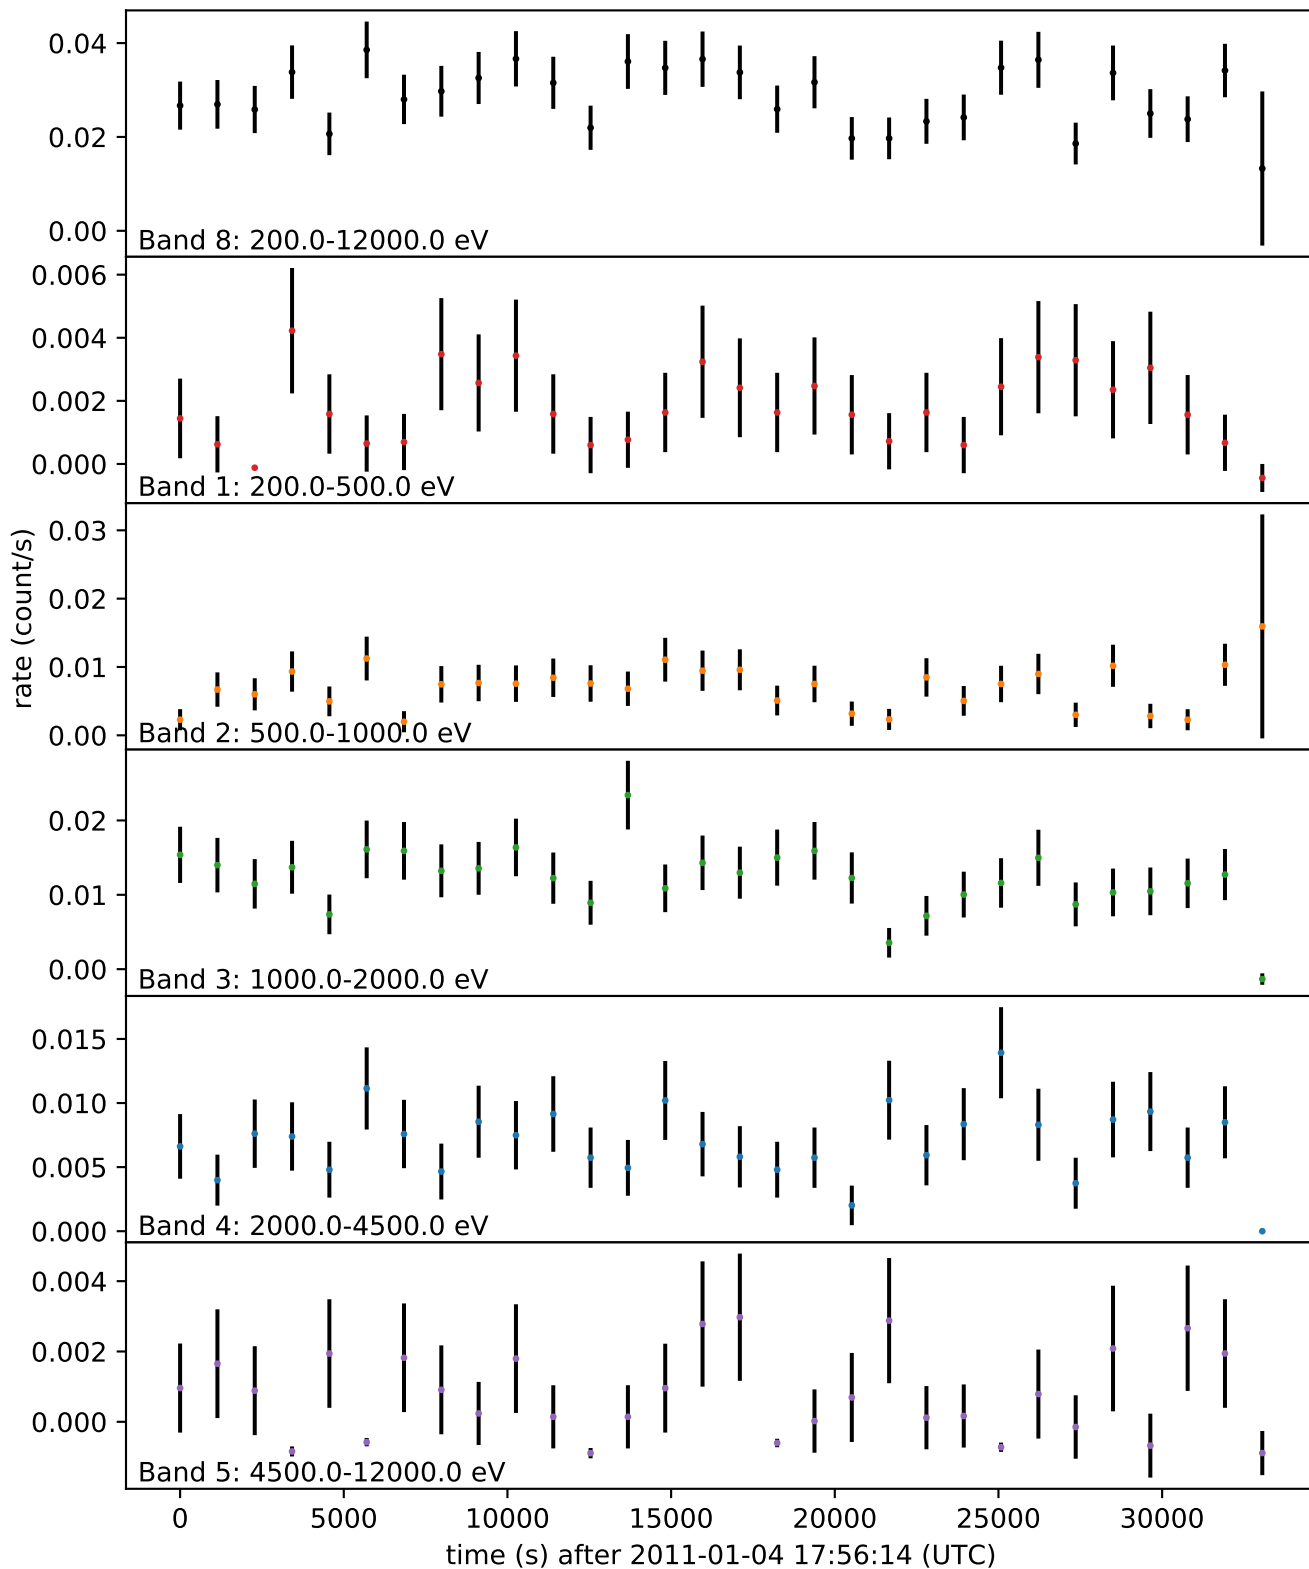 0.04
0.02
0.00
Band 8: 200.0-12000.0 eV
0.006
0.004
0.002
0.000
Band 1: 200.0-500.0 eV
rate (count/s)
0.03
0.02
0.01
0.00
Band 2: 500.0-1000.0 eV
0.02
0.01
0.00
Band 3: 1000.0-2000.0 eV
0.015
0.010
0.005
0.000
Band 4: 2000.0-4500.0 eV
0.004
0.002
0.000
Band 5: 4500.0-12000.0 eV
0 5000 10000 15000 20000 25000 30000
time (s) after 2011-01-04 17:56:14 (UTC)